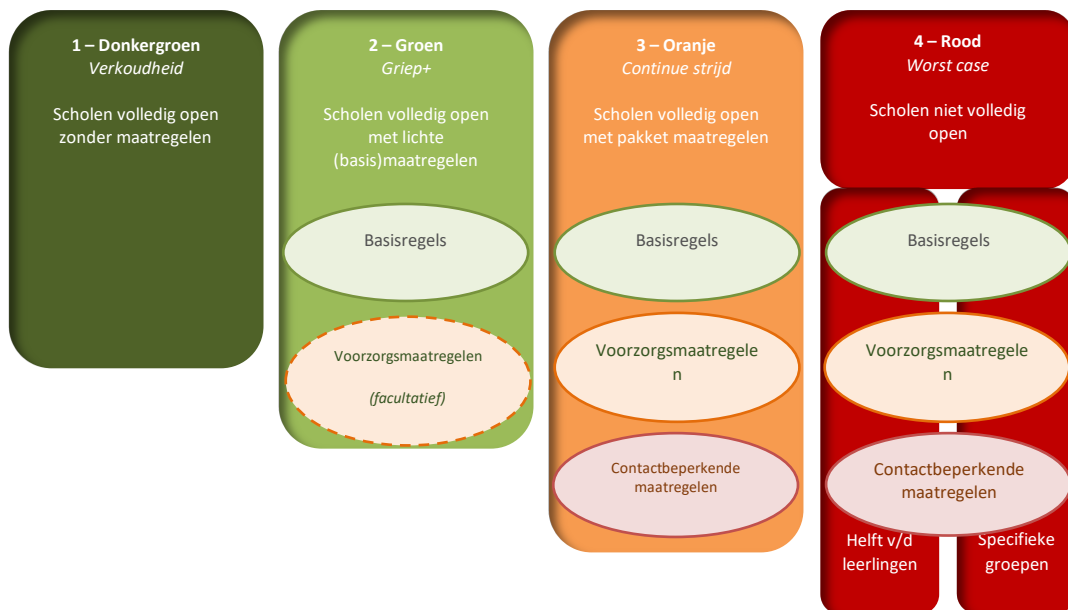 1 – Donkergroen
Verkoudheid
Scholen volledig open
zonder maatregelen
2 – Groen
Griep+
Scholen volledig open
met lichte
(basis)maatregelen
Basisregels
Voorzorgsmaatregelen
(facultatief)
3 – Oranje
Continue strijd
Scholen volledig open
met pakket maatregelen
Basisregels
Voorzorgsmaatregele
n
Contactbeperkende
maatregelen
4 – Rood
Worst case
Scholen niet volledig
open
Basisregels
Voorzorgsmaatregele
n
Contactbeperkende
maatregelen
Helft v/d
leerlingen
Specifieke
groepen